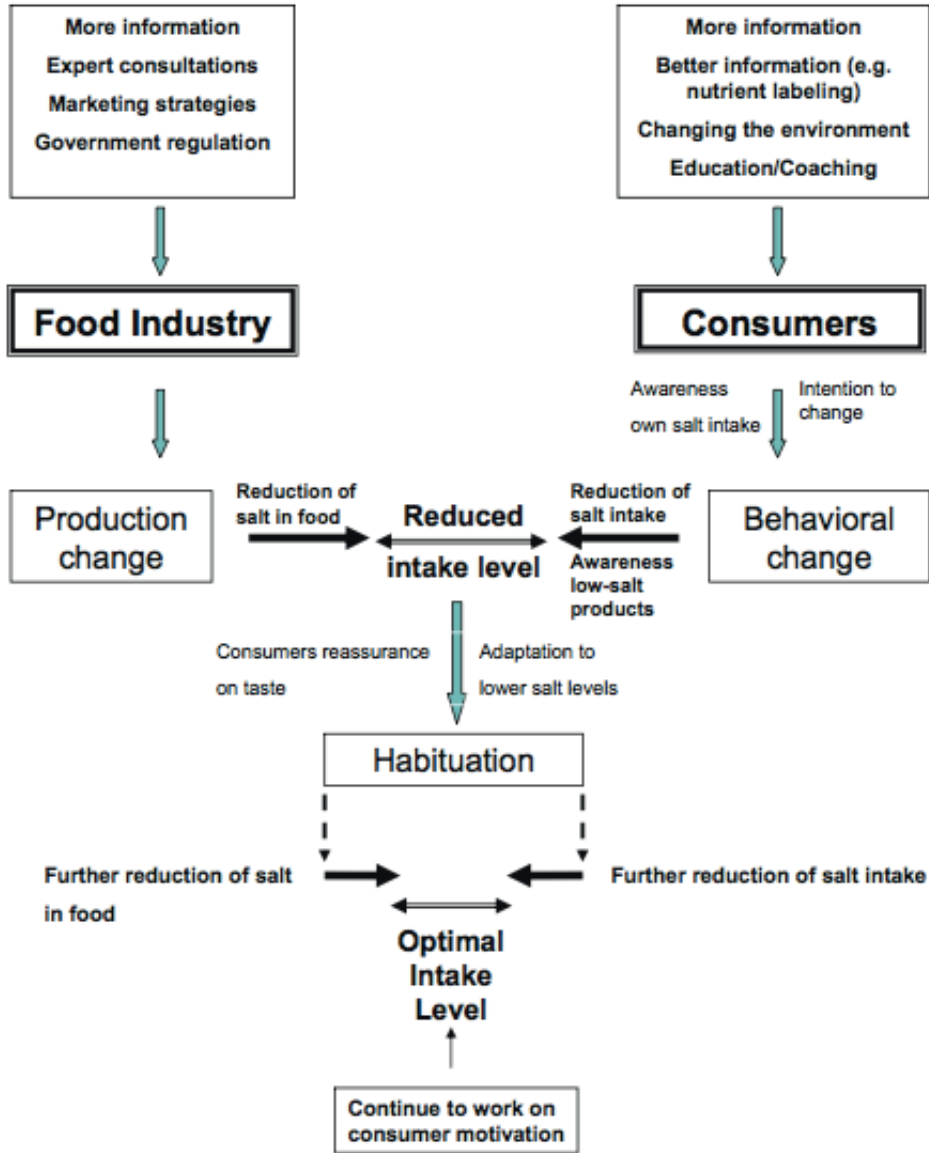 More information
Expert consultations
Marketing strategies
Government regulation
More information
Better information (e.g.
nutrient labeling)
Changing the environment
Education/Coaching
Food Industry
Consumers
Awareness
own salt intake
Intention to
change
Production
change
Reduction of
salt in food
Reduced
intake level
Reduction of
salt intake
Awareness
low-salt
products
Behavioral
change
Consumers reassurance
on taste
Adaptation to
lower salt levels
Habituation
Further reduction of salt
in food
Further reduction of salt intake
Optimal
Intake
Level
Continue to work on
consumer motivation